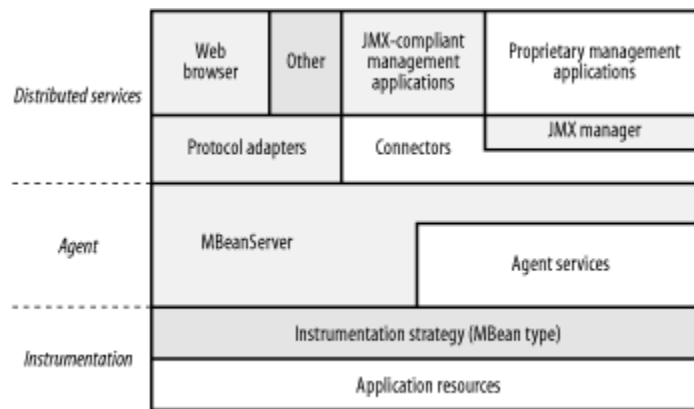 Web
browser
Other
JMX-compliant
management
applications
Proprietary management
applications
Distributed services
Protocol adapters
Connectors
JMX manager
Agent
MBeanServer
Agent services
Instrumentation strategy (MBean type)
Instrumentation
Application resources